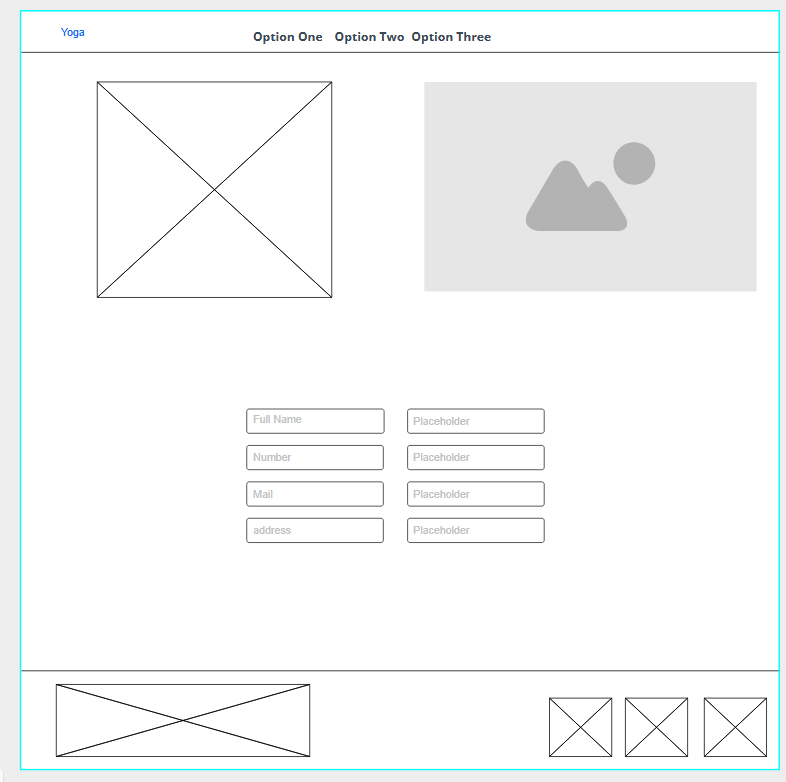 Yoga
Option One Option Two Option Three
Full Name Placeholder
Number Placeholder
Mail Placeholder
address Placeholder